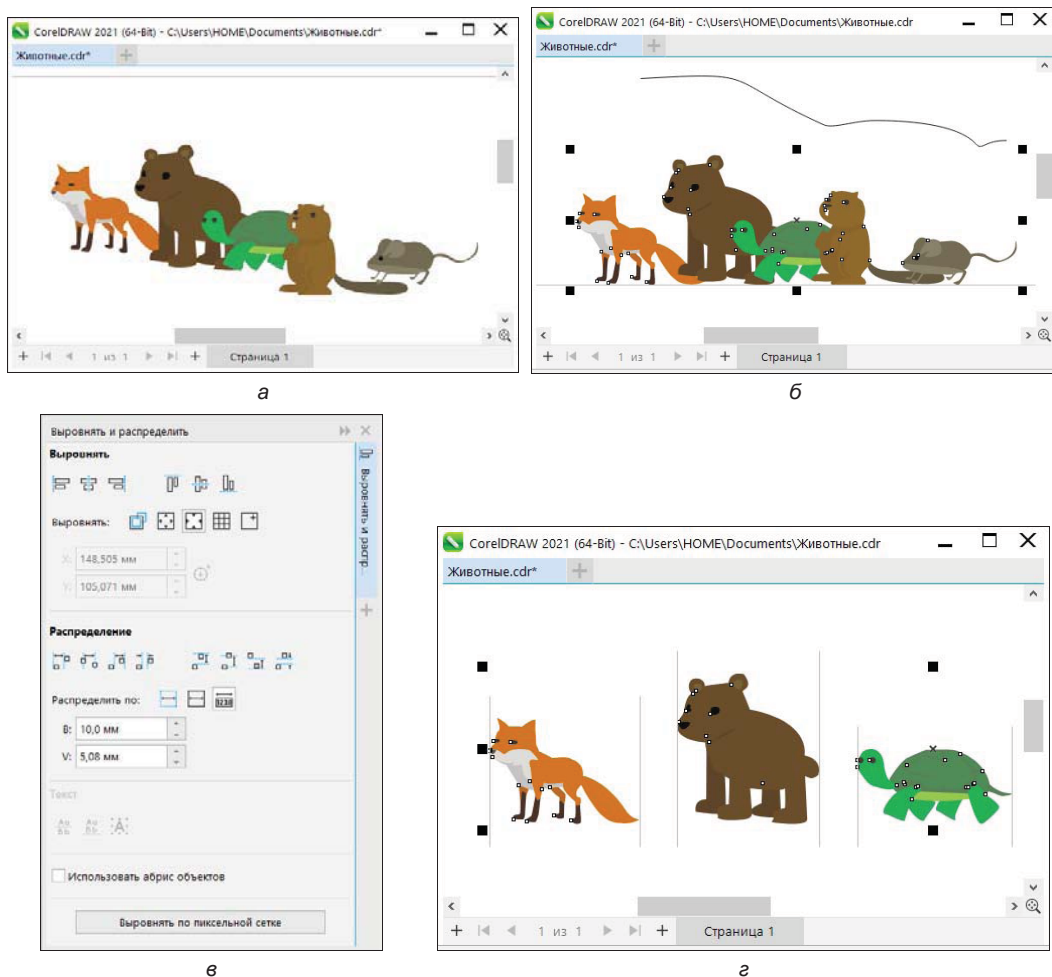 CorelDRAW 2021 (64-Bit) - C:\Users\HOME\Documents\Животные.cdr*
Животные.cdr*
1 из 1
Страница 1
а
CorelDRAW 2021 (64-Bit) - C:\Users\HOME\Documents\Животные.cdr
Животные.cdr*
1 из 1
Страница 1
б
Выровнять и распределить
Выровнять
Выровнять:
X: 148,505 мм
Y: 105,071 мм
Распределение
Распределить по:
В: 10,0 мм
V: 5,08 мм
Текст
Использовать абрис объектов
Выровнять по пиксельной сетке
Выровнять и распр...
в
CorelDRAW 2021 (64-Bit) - C:\Users\HOME\Documents\Животные.cdr
Животные.cdr*
1 из 1
Страница 1
г